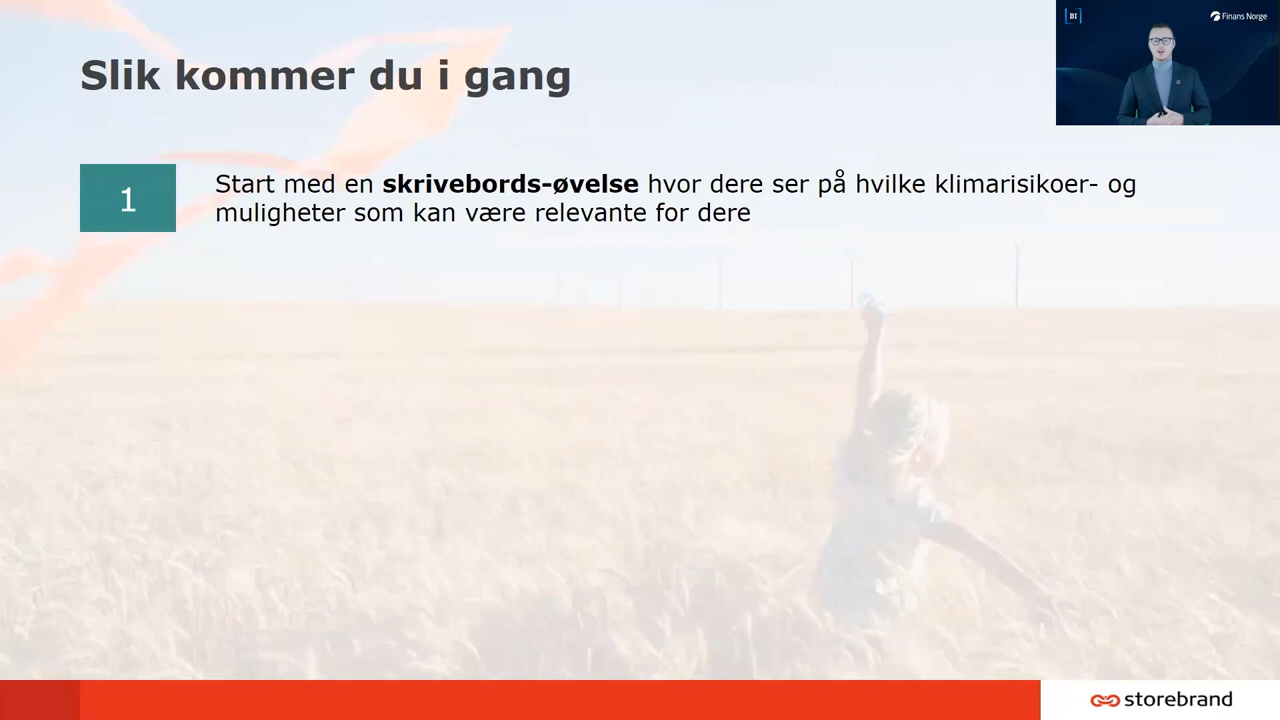 BI
Finans Norge
Slik kommer du i gang
1
Start med en skrivebords-øvelse hvor dere ser på hvilke klimarisikoer- og
muligheter som kan være relevante for dere
storebrand